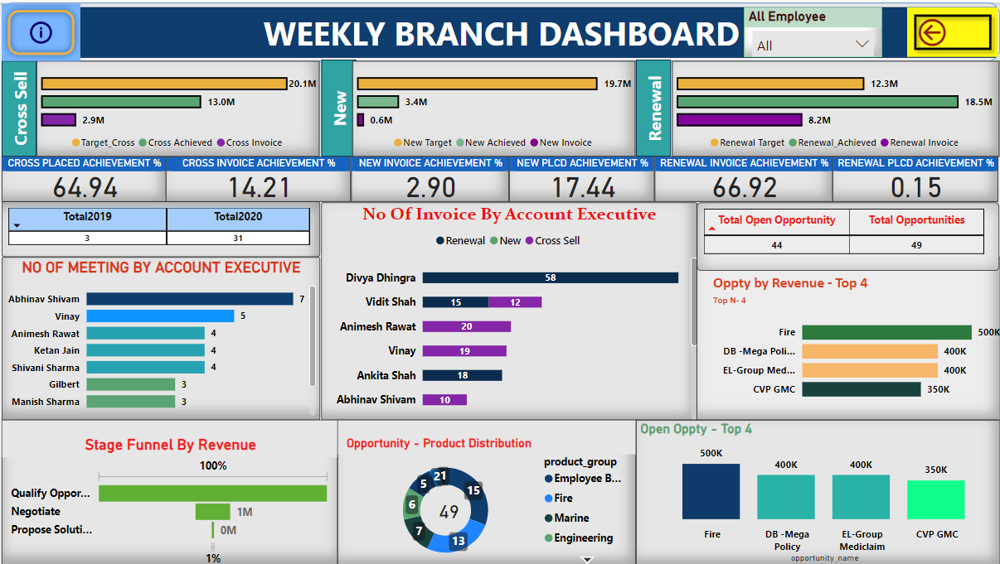 WEEKLY BRANCH DASHBOARD
All Employee
All
Cross Sell
20.1M
13.0M
2.9M
Target_Cross Cross Achieved Cross Invoice
New
19.7M
3.4M
0.6M
New Target New Achieved New Invoice
Renewal
12.3M
18.5M
8.2M
Renewal Target Renewal_Achieved Renewal Invoice
CROSS PLACED ACHIEVEMENT %
64.94
CROSS INVOICE ACHIEVEMENT %
14.21
NEW INVOICE ACHIEVEMENT %
2.90
NEW PLCD ACHIEVEMENT %
17.44
RENEWAL INVOICE ACHIEVEMENT %
66.92
RENEWAL PLCD ACHIEVEMENT %
0.15
Total2019 Total2020
3 31
NO OF MEETING BY ACCOUNT EXECUTIVE
Abhinav Shivam 7
Vinay 5
Animesh Rawat 4
Ketan Jain 4
Shivani Sharma 4
Gilbert 3
Manish Sharma 3
No Of Invoice By Account Executive
Renewal New Cross Sell
Divya Dhingra 58
Vidit Shah 15 12
Animesh Rawat 20
Vinay 19
Ankita Shah 18
Abhinav Shivam 10
Total Open Opportunity Total Opportunities
44 49
Oppty by Revenue - Top 4
Top N- 4
Fire 500K
DB -Mega Poli... 400K
EL-Group Med... 400K
CVP GMC 350K
Stage Funnel By Revenue
100%
Qualify Oppor...
Negotiate 1M
Propose Soluti... 0M
1%
Opportunity - Product Distribution
15
13
7
6
5
21
49
product_group
Employee B...
Fire
Marine
Engineering
Open Oppty - Top 4
500K
400K
400K
350K
Fire
DB -Mega
Policy
EL-Group
Mediclaim
CVP GMC
opportunity_name